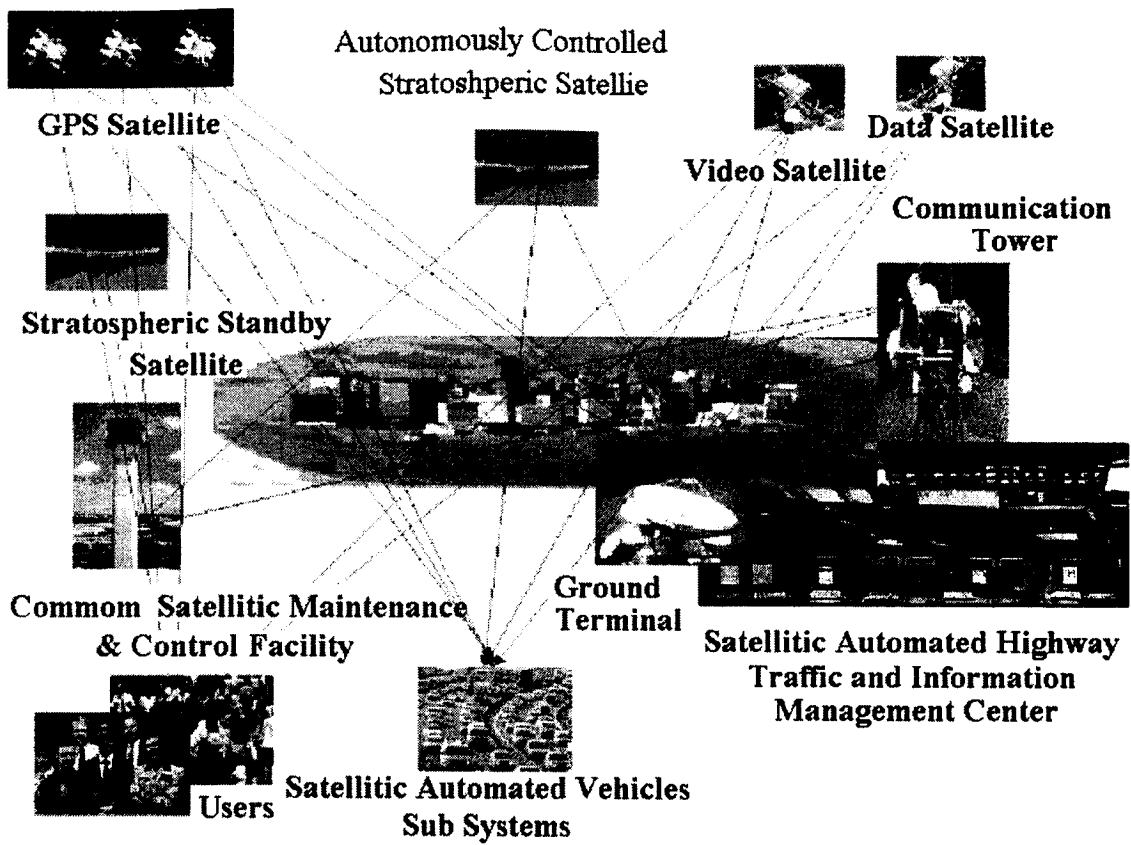 Autonomously Controlled
Stratoshperic Satellie
GPS Satellite
Data Satellite
Video Satellite
Communication
Tower
Stratospheric Standby
Satellite
Commom Satellitic Maintenance
& Control Facility
Ground
Terminal
Satellitic Automated Highway
Traffic and Information
Management Center
Users
Satellitic Automated Vehicles
Sub Systems